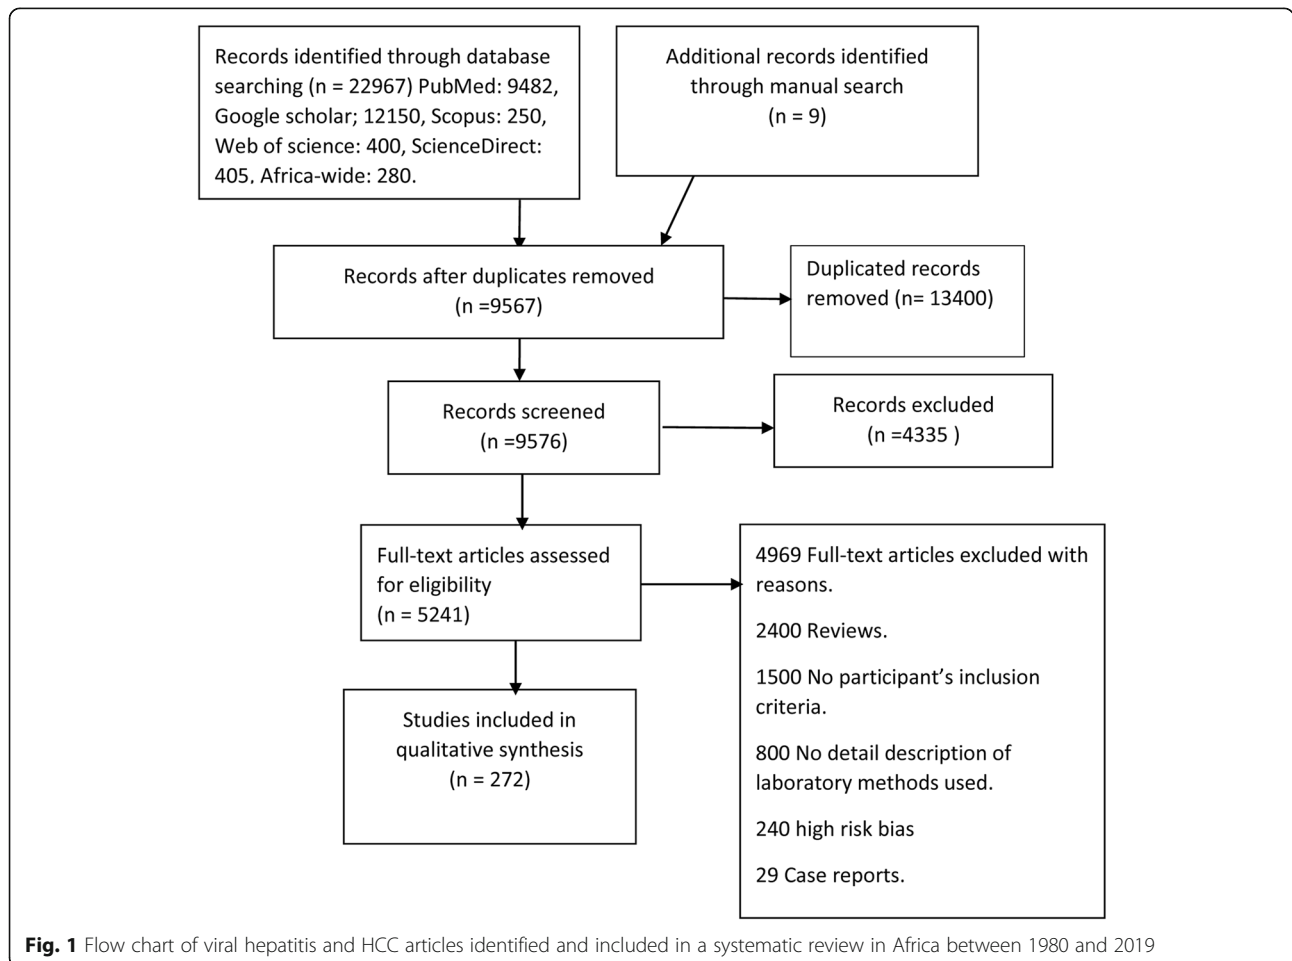 Records identified through database
searching (n = 22967) PubMed: 9482,
Google scholar; 12150, Scopus: 250,
Web of science: 400, ScienceDirect:
405, Africa-wide: 280.
Additional records identified
through manual search
(n = 9)
Records after duplicates removed
(n =9567)
Duplicated records
removed (n= 13400)
Records screened
(n =9576)
Records excluded
(n =4335 )
Full-text articles assessed
for eligibility
(n = 5241)
4969 Full-text articles excluded with
reasons.
2400 Reviews.
1500 No participant’s inclusion
criteria.
800 No detail description of
laboratory methods used.
240 high risk bias
29 Case reports.
Studies included in
qualitative synthesis
(n = 272)
Fig. 1 Flow chart of viral hepatitis and HCC articles identified and included in a systematic review in Africa between 1980 and 2019